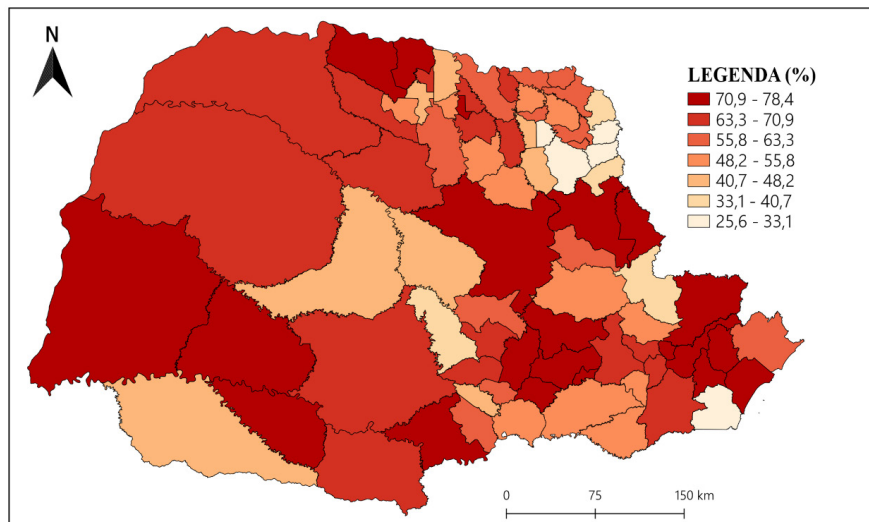 N
LEGENDA (%)
70,9 - 78,4
63,3 - 70,9
55,8 - 63,3
48,2 - 55,8
40,7 - 48,2
33,1 - 40,7
25,6 - 33,1
0 75 150 km